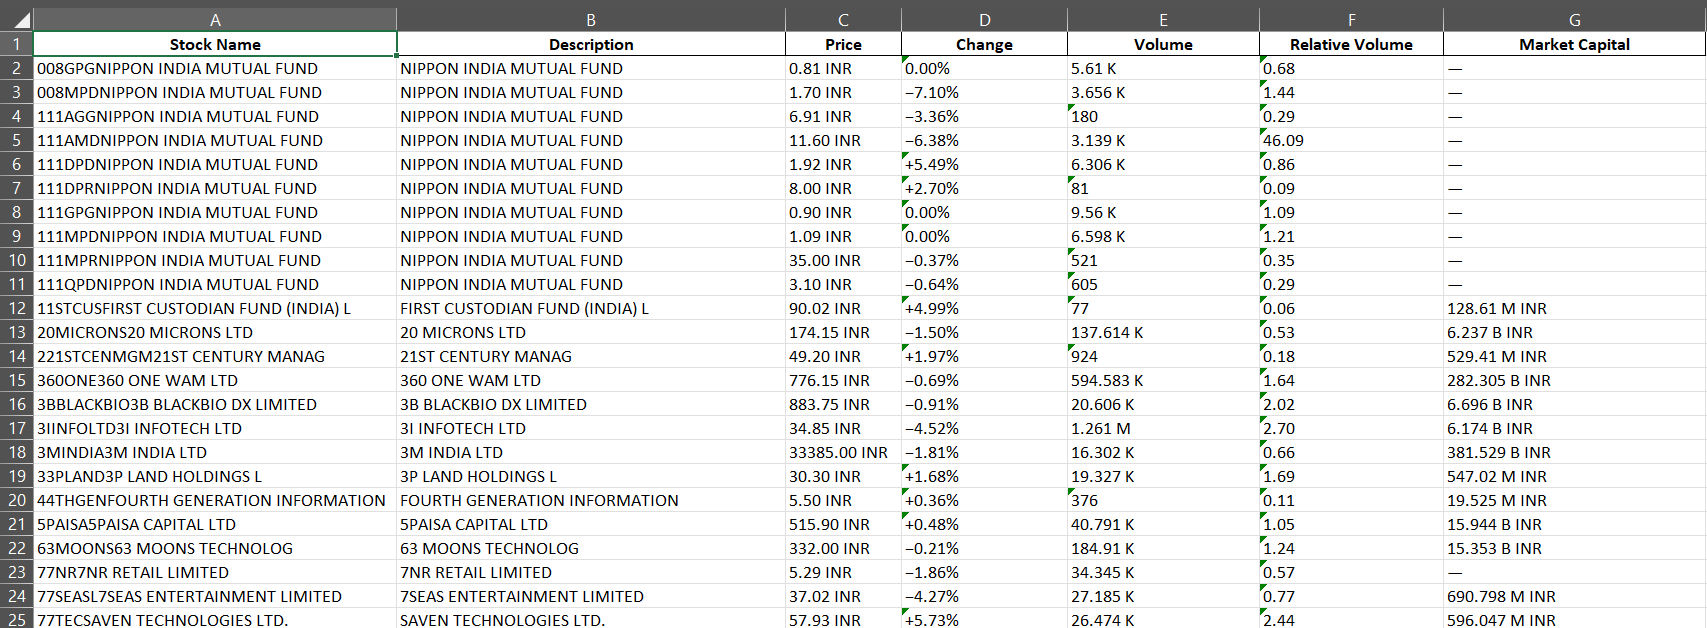 A B C D E F G
1 Stock Name Description Price Change Volume Relative Volume Market Capital
2 008GPGNIPPON INDIA MUTUAL FUND NIPPON INDIA MUTUAL FUND 0.81 INR 0.00% 5.61 K 0.68 —
3 008MPDNIPPON INDIA MUTUAL FUND NIPPON INDIA MUTUAL FUND 1.70 INR −7.10% 3.656 K 1.44 —
4 111AGGNIPPON INDIA MUTUAL FUND NIPPON INDIA MUTUAL FUND 6.91 INR −3.36% 180 0.29 —
5 111AMDNIPPON INDIA MUTUAL FUND NIPPON INDIA MUTUAL FUND 11.60 INR −6.38% 3.139 K 46.09 —
6 111DPDNIPPON INDIA MUTUAL FUND NIPPON INDIA MUTUAL FUND 1.92 INR +5.49% 6.306 K 0.86 —
7 111DPRNIPPON INDIA MUTUAL FUND NIPPON INDIA MUTUAL FUND 8.00 INR +2.70% 81 0.09 —
8 111GPGNIPPON INDIA MUTUAL FUND NIPPON INDIA MUTUAL FUND 0.90 INR 0.00% 9.56 K 1.09 —
9 111MPDNIPPON INDIA MUTUAL FUND NIPPON INDIA MUTUAL FUND 1.09 INR 0.00% 6.598 K 1.21 —
10 111MPRNIPPON INDIA MUTUAL FUND NIPPON INDIA MUTUAL FUND 35.00 INR −0.37% 521 0.35 —
11 111QPDNIPPON INDIA MUTUAL FUND NIPPON INDIA MUTUAL FUND 3.10 INR −0.64% 605 0.29 —
12 11STCUSFIRST CUSTODIAN FUND (INDIA) L FIRST CUSTODIAN FUND (INDIA) L 90.02 INR +4.99% 77 0.06 128.61 M INR
13 20MICRONS20 MICRONS LTD 20 MICRONS LTD 174.15 INR −1.50% 137.614 K 0.53 6.237 B INR
14 221STCENMGM21ST CENTURY MANAG 21ST CENTURY MANAG 49.20 INR +1.97% 924 0.18 529.41 M INR
15 360ONE360 ONE WAM LTD 360 ONE WAM LTD 776.15 INR −0.69% 594.583 K 1.64 282.305 B INR
16 3BBLACKBIO3B BLACKBIO DX LIMITED 3B BLACKBIO DX LIMITED 883.75 INR −0.91% 20.606 K 2.02 6.696 B INR
17 3IINFOLTD3I INFOTECH LTD 3I INFOTECH LTD 34.85 INR −4.52% 1.261 M 2.70 6.174 B INR
18 3MINDIA3M INDIA LTD 3M INDIA LTD 33385.00 INR −1.81% 16.302 K 0.66 381.529 B INR
19 33PLAND3P LAND HOLDINGS L 3P LAND HOLDINGS L 30.30 INR +1.68% 19.327 K 1.69 547.02 M INR
20 44THGENFOURTH GENERATION INFORMATION FOURTH GENERATION INFORMATION 5.50 INR +0.36% 376 0.11 19.525 M INR
21 5PAISA5PAISA CAPITAL LTD 5PAISA CAPITAL LTD 515.90 INR +0.48% 40.791 K 1.05 15.944 B INR
22 63MOONS63 MOONS TECHNOLOG 63 MOONS TECHNOLOG 332.00 INR −0.21% 184.91 K 1.24 15.353 B INR
23 77NR7NR RETAIL LIMITED 7NR RETAIL LIMITED 5.29 INR −1.86% 34.345 K 0.57 —
24 77SEASL7SEAS ENTERTAINMENT LIMITED 7SEAS ENTERTAINMENT LIMITED 37.02 INR −4.27% 27.185 K 0.77 690.798 M INR
25 77TECSAVEN TECHNOLOGIES LTD. SAVEN TECHNOLOGIES LTD. 57.93 INR +5.73% 26.474 K 2.44 596.047 M INR